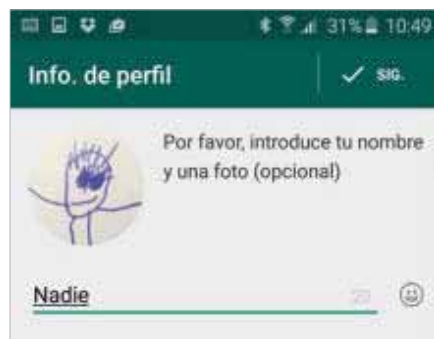 31% 10:49
Info. de perfil
SIG.
Por favor, introduce tu nombre
y una foto (opcional)
Nadie